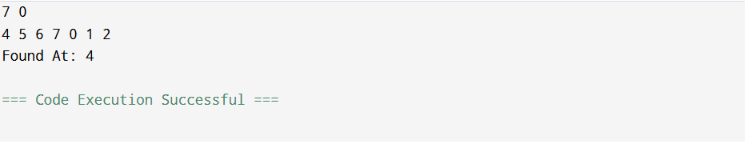 7 0
4 5 6 7 0 1 2
Found At: 4
=== Code Execution Successful ===